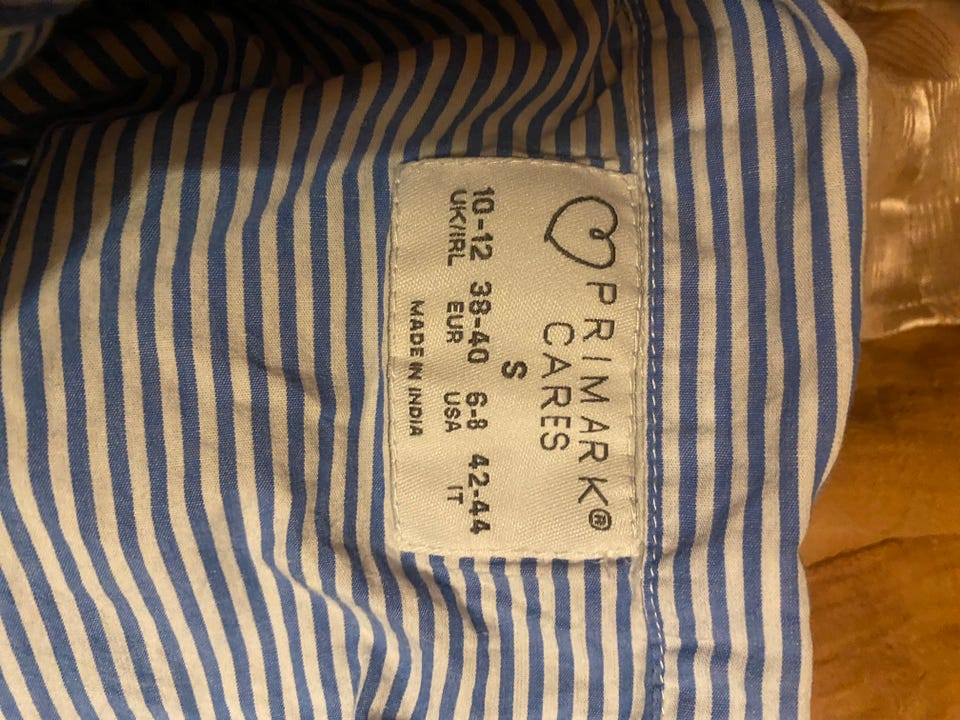 PRIMARK®
CARES
S
10-12 38-40 6-8 42-44
UK/IRL EUR USA IT
MADE IN INDIA